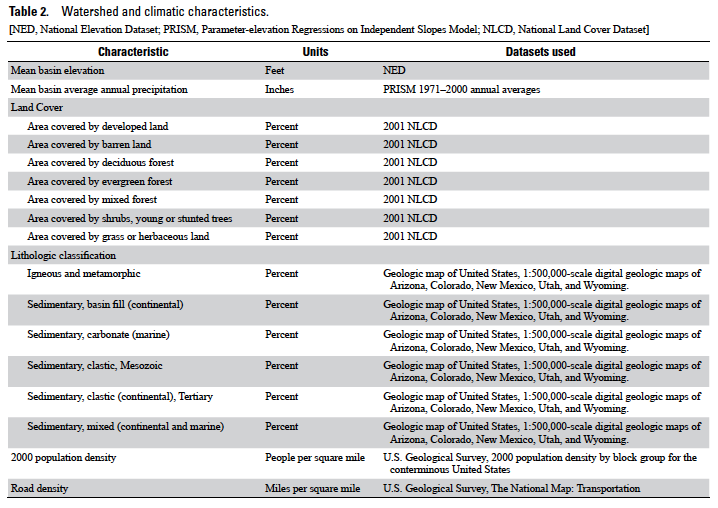 Table 2. Watershed and climatic characteristics.
[NED, National Elevation Dataset; PRISM, Parameter-elevation Regressions on Independent Slopes Model; NLCD, National Land Cover Dataset]
Characteristic Units Datasets used
Mean basin elevation Feet NED
Mean basin average annual precipitation Inches PRISM 1971–2000 annual averages
Land Cover
Area covered by developed land Percent 2001 NLCD
Area covered by barren land Percent 2001 NLCD
Area covered by deciduous forest Percent 2001 NLCD
Area covered by evergreen forest Percent 2001 NLCD
Area covered by mixed forest Percent 2001 NLCD
Area covered by shrubs, young or stunted trees Percent 2001 NLCD
Area covered by grass or herbaceous land Percent 2001 NLCD
Lithologic classification
Igneous and metamorphic Percent Geologic map of United States, 1:500,000-scale digital geologic maps of
Arizona, Colorado, New Mexico, Utah, and Wyoming.
Sedimentary, basin fill (continental) Percent Geologic map of United States, 1:500,000-scale digital geologic maps of
Arizona, Colorado, New Mexico, Utah, and Wyoming.
Sedimentary, carbonate (marine) Percent Geologic map of United States, 1:500,000-scale digital geologic maps of
Arizona, Colorado, New Mexico, Utah, and Wyoming.
Sedimentary, clastic, Mesozoic Percent Geologic map of United States, 1:500,000-scale digital geologic maps of
Arizona, Colorado, New Mexico, Utah, and Wyoming.
Sedimentary, clastic (continental), Tertiary Percent Geologic map of United States, 1:500,000-scale digital geologic maps of
Arizona, Colorado, New Mexico, Utah, and Wyoming.
Sedimentary, mixed (continental and marine) Percent Geologic map of United States, 1:500,000-scale digital geologic maps of
Arizona, Colorado, New Mexico, Utah, and Wyoming.
2000 population density People per square mile U.S. Geological Survey, 2000 population density by block group for the
conterminous United States
Road density Miles per square mile U.S. Geological Survey, The National Map: Transportation